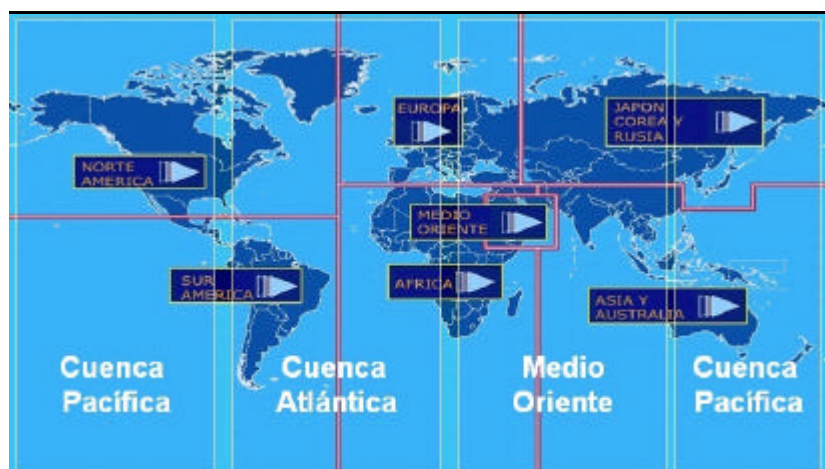 EUROPA
JAPON
COREA Y
RUSIA
NORTE
AMERICA
MEDIO
ORIENTE
SUR
AMERICA
AFRICA
ASIA Y
AUSTRALIA
Cuenca
Pacífica
Cuenca
Atlántica
Medio
Oriente
Cuenca
Pacífica